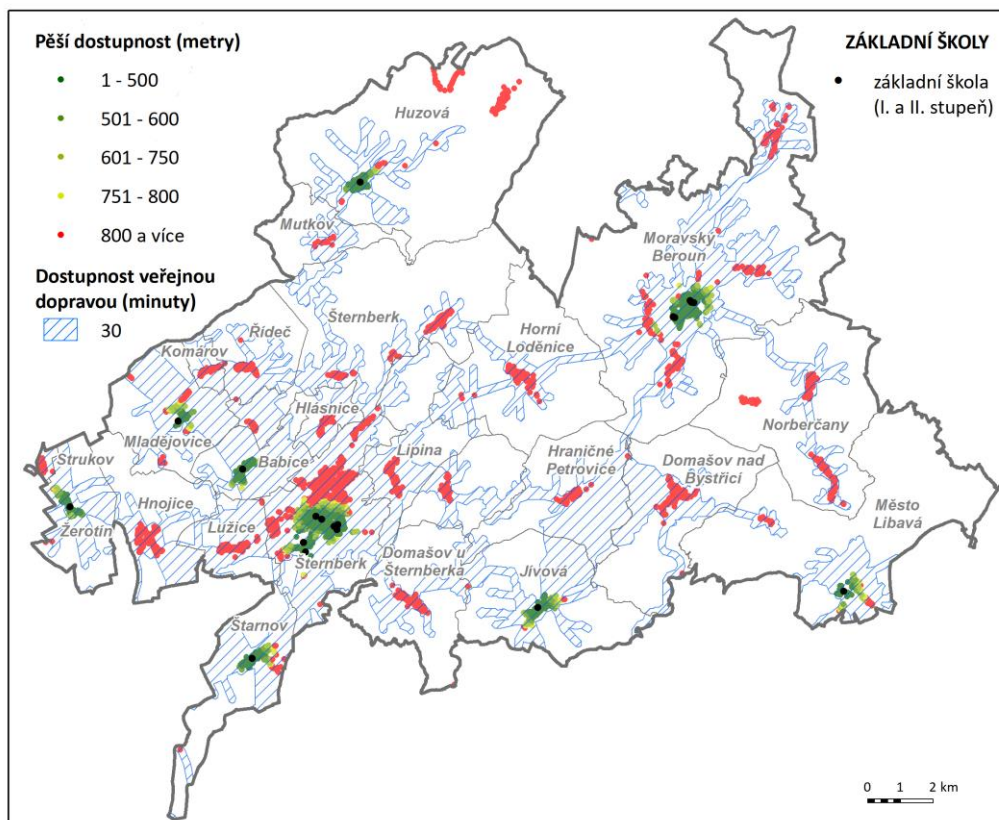 Pěší dostupnost (metry)
1 - 500
501 - 600
601 - 750
751 - 800
800 a více
Dostupnost veřejnou
dopravou (minuty)
30
ZÁKLADNÍ ŠKOLY
základní škola
(I. a II. stupeň)
Huzová
Mutkov
Moravský
Beroun
Řídeč
Šternberk
Komárov
Horní
Loděnice
Hlásnice
Norberčany
Mladějovice
Strukov
Babice
Lipina
Hraničné
Petrovice
Domašov nad
Bystřicí
Hnojice
Město
Libavá
Žerotín
Lužice
Šternberk
Domašov u
Šternberka
Jívová
Štarnov
0 1 2 km